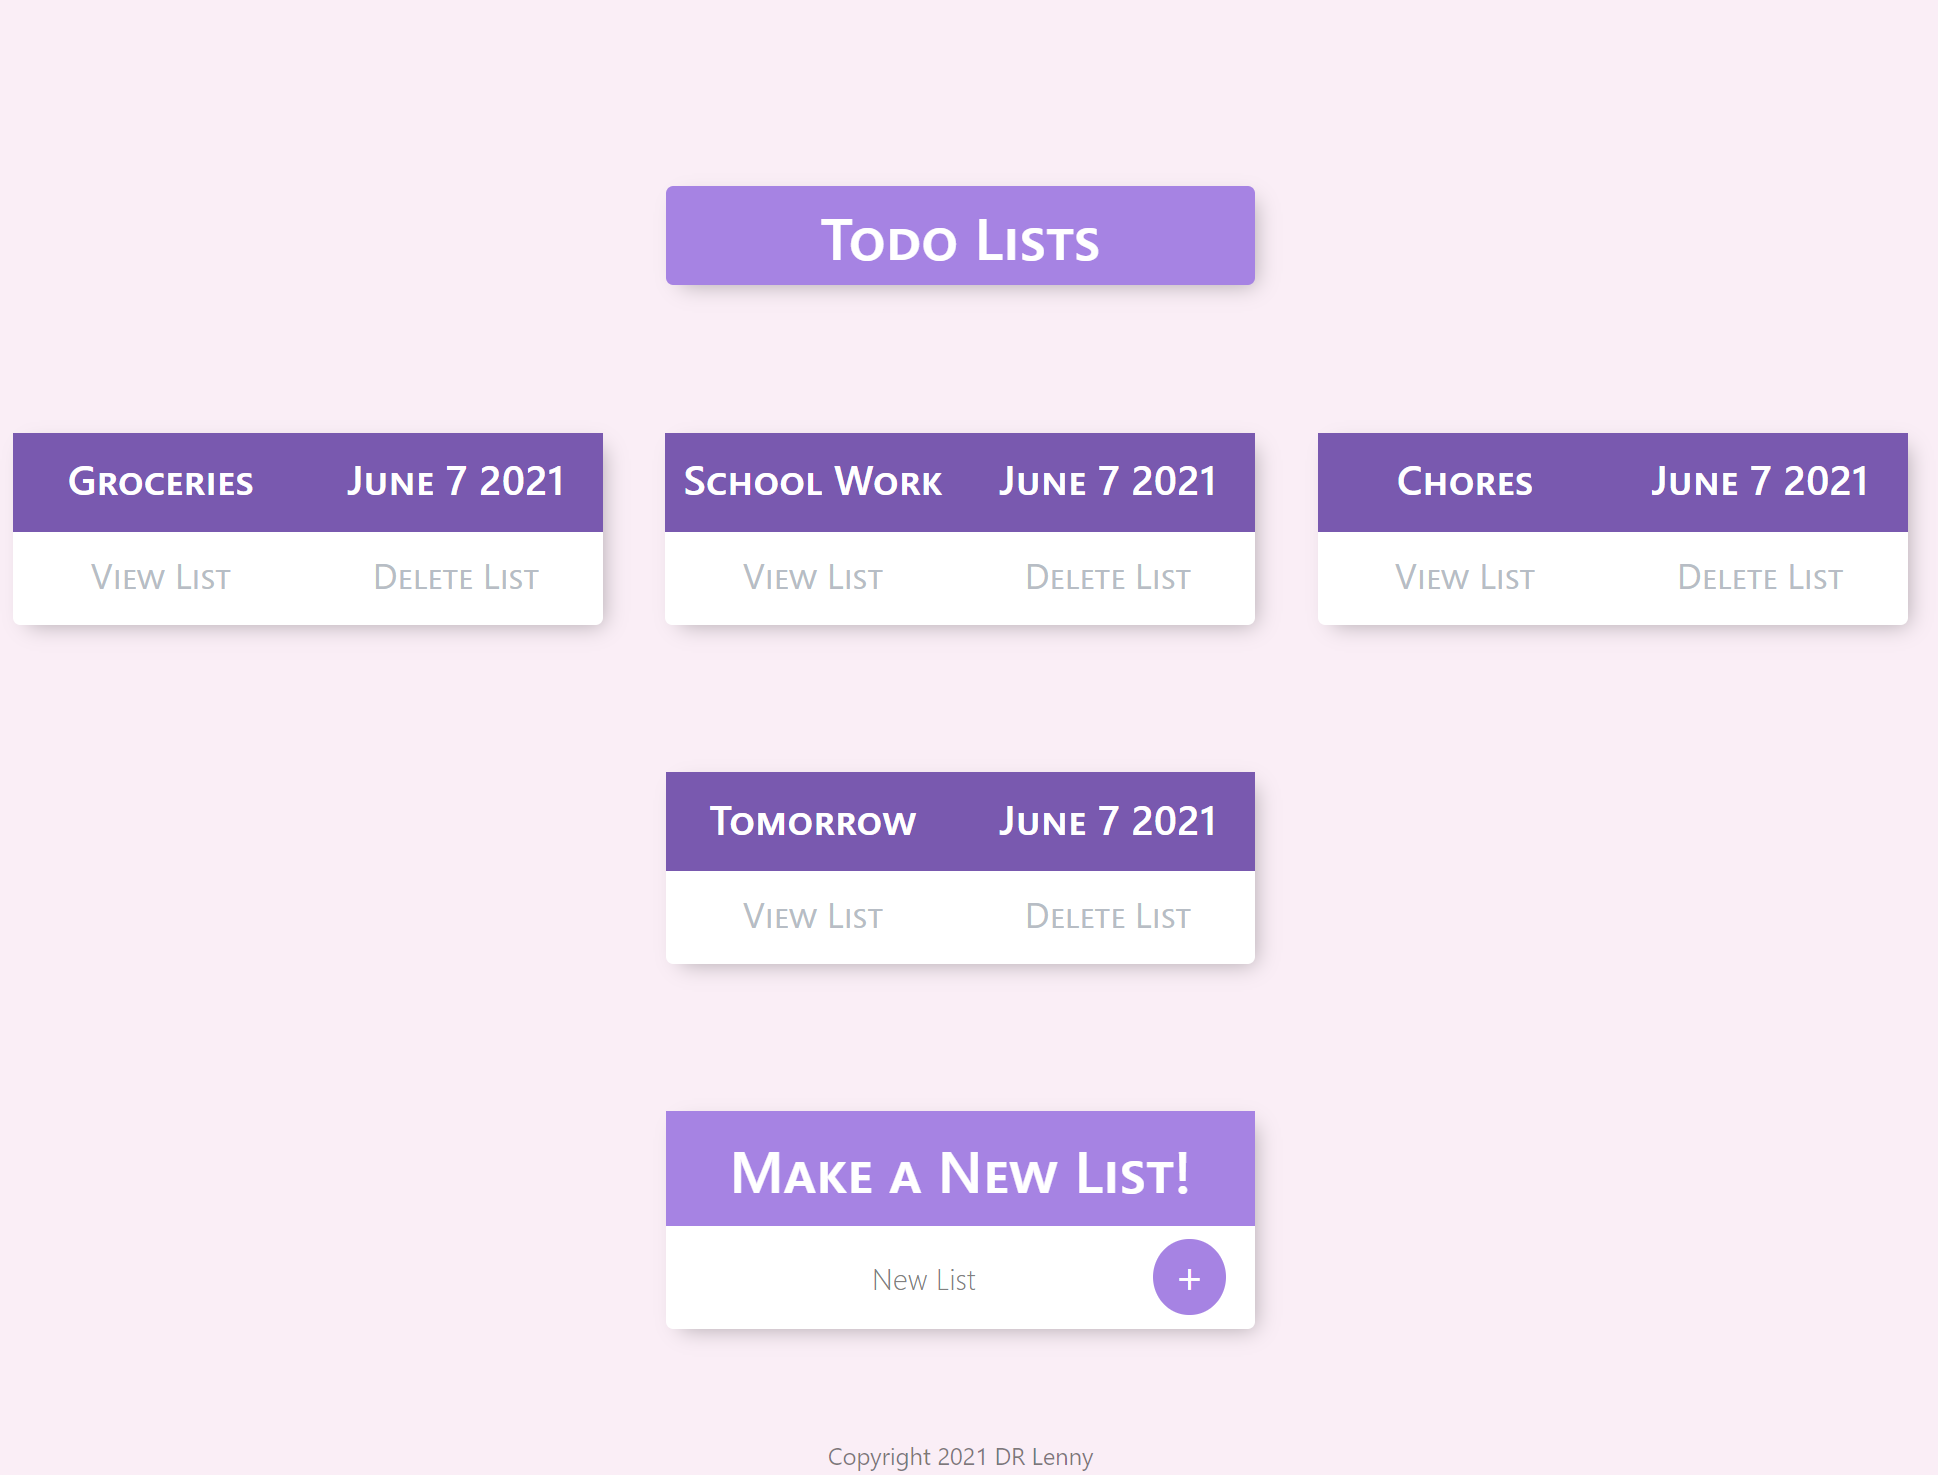 Todo Lists
Groceries June 7 2021
View List Delete List
School Work June 7 2021
View List Delete List
Chores June 7 2021
View List Delete List
Tomorrow June 7 2021
View List Delete List
Make a New List!
New List +
Copyright 2021 DR Lenny